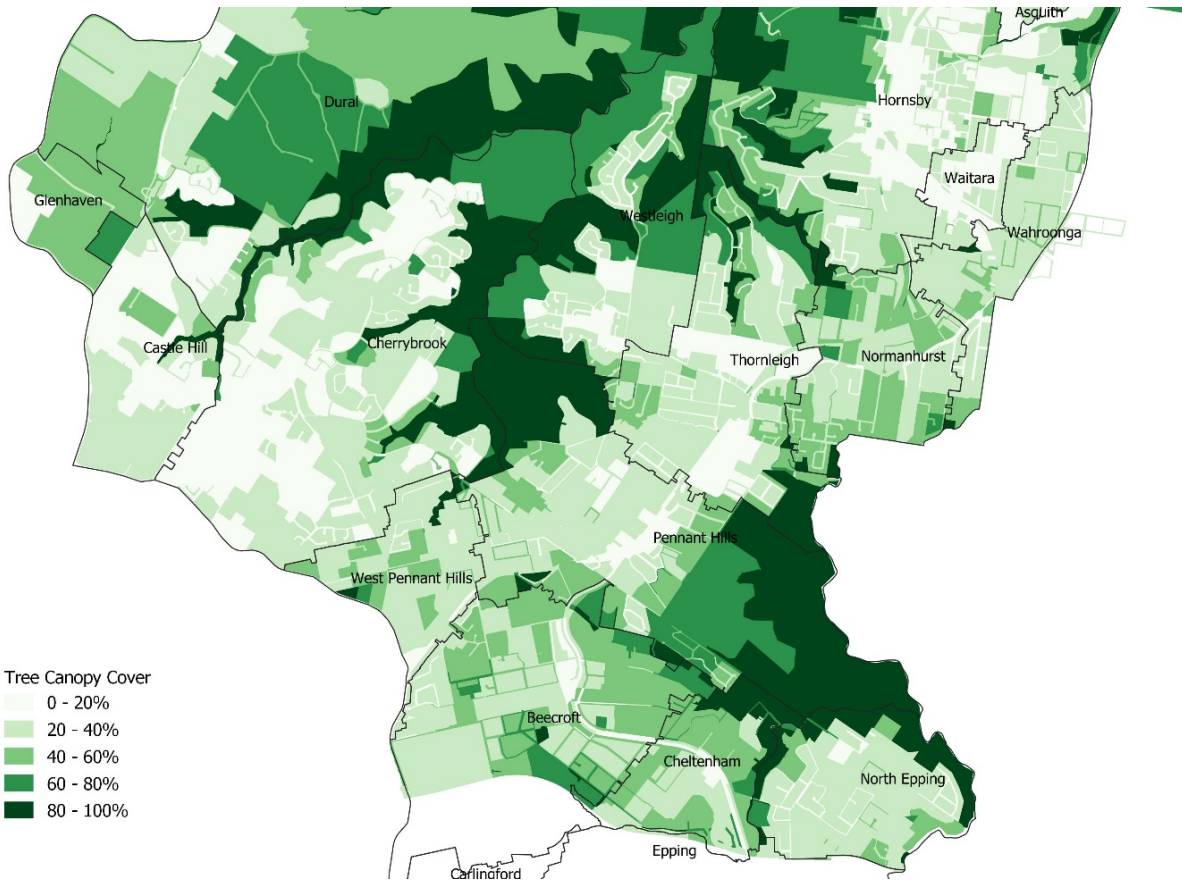 Asquith
Dural
Hornsby
Waitara
Glenhaven
Westleigh
Wahroonga
Castle Hill
Cherrybrook
Thornleigh
Normanhurst
Pennant Hills
West Pennant Hills
Tree Canopy Cover
0 - 20%
20 - 40%
40 - 60%
60 - 80%
80 - 100%
Beecroft
Cheltenham
North Epping
Epping
Carlingford